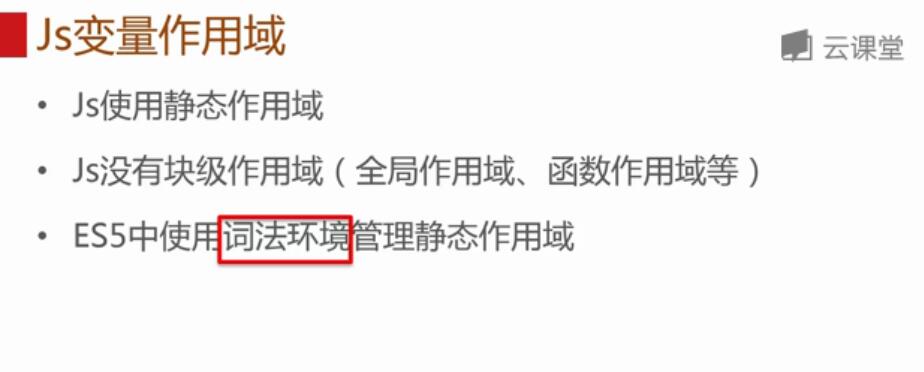 Js变量作用域
云课堂
• Js使用静态作用域
• Js没有块级作用域（全局作用域、函数作用域等）
• ES5中使用词法环境管理静态作用域